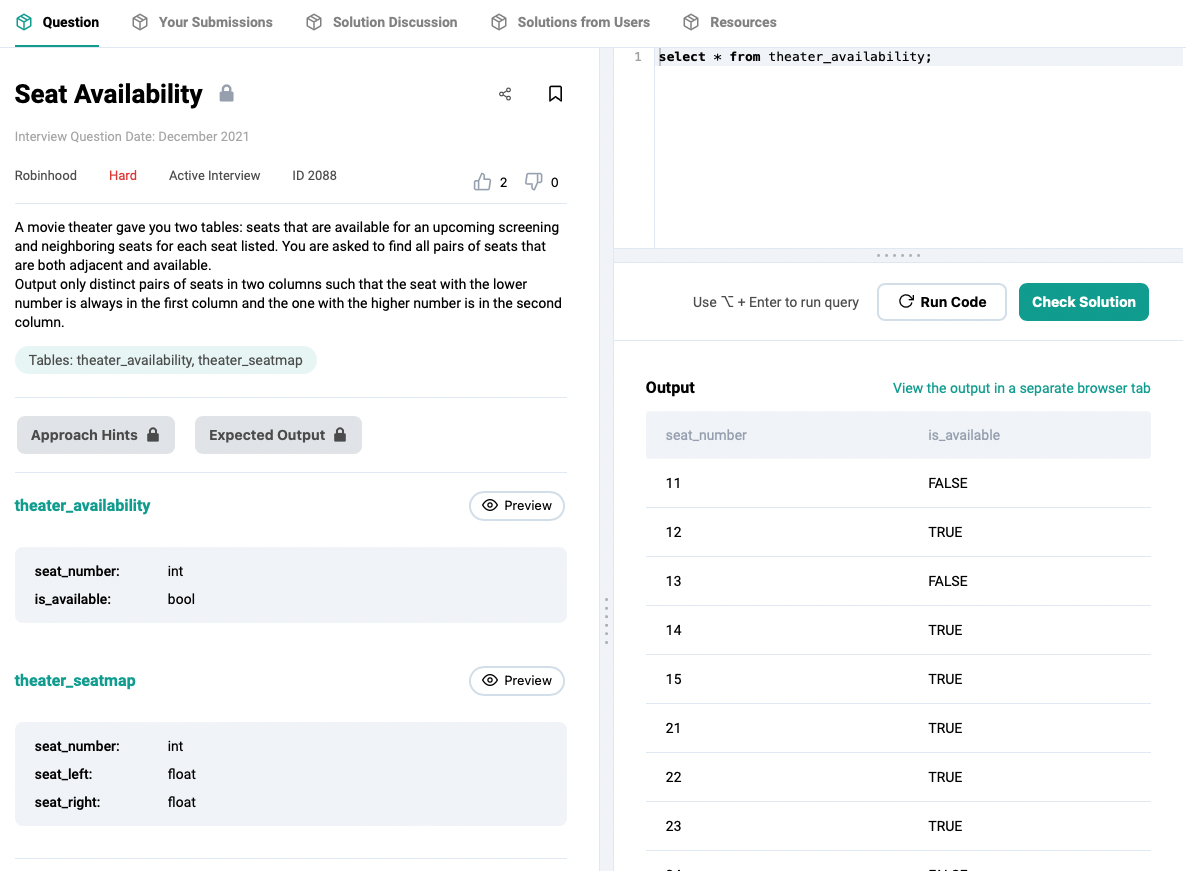 Question
Your Submissions
Solution Discussion
Solutions from Users
Resources
Seat Availability
Interview Question Date: December 2021
Robinhood Hard Active Interview ID 2088
2 0
A movie theater gave you two tables: seats that are available for an upcoming screening
and neighboring seats for each seat listed. You are asked to find all pairs of seats that
are both adjacent and available.
Output only distinct pairs of seats in two columns such that the seat with the lower
number is always in the first column and the one with the higher number is in the second
column.
Tables: theater_availability, theater_seatmap
Approach Hints
Expected Output
theater_availability
Preview
seat_number: int
is_available: bool
theater_seatmap
Preview
seat_number: int
seat_left: float
seat_right: float
1 select * from theater_availability;
Use ⌥ + Enter to run query
Run Code
Check Solution
Output
View the output in a separate browser tab
seat_number is_available
11 FALSE
12 TRUE
13 FALSE
14 TRUE
15 TRUE
21 TRUE
22 TRUE
23 TRUE